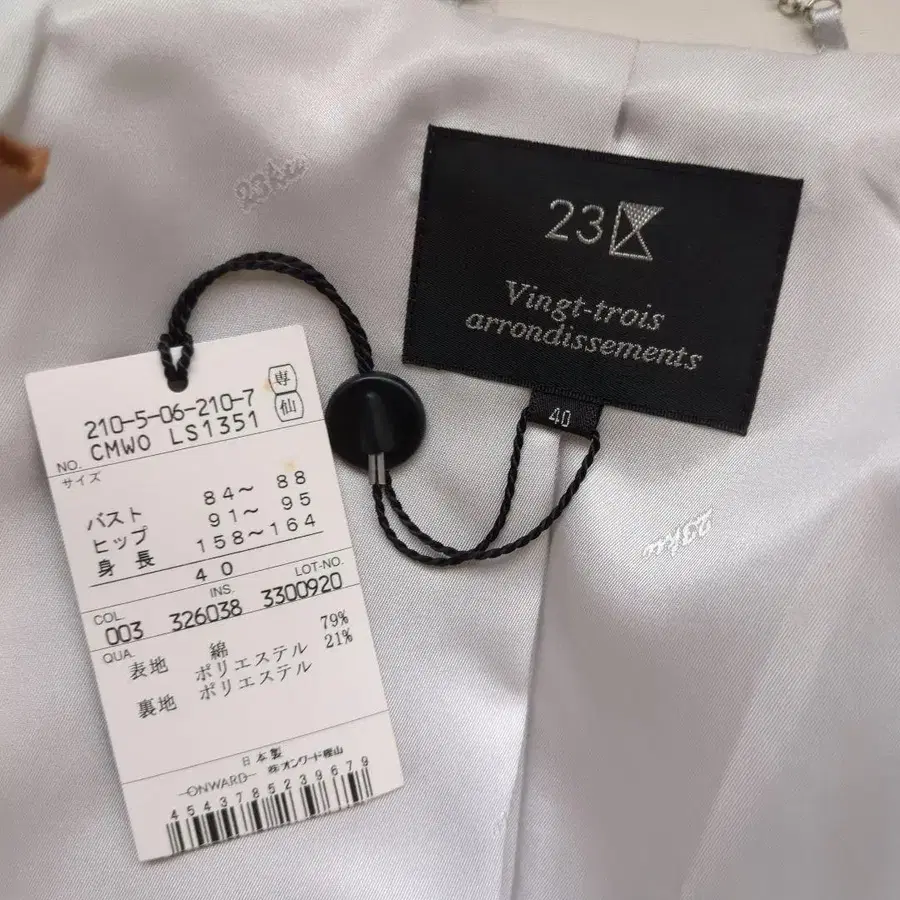 23区
Vingt-trois
arrondissements
40
23ku
23ku
専
仙
210-5-06-210-7
NO. CMWO LS1351
サイズ
バスト 84～ 88
ヒップ 91～ 95
身長 158～164
40
COL. INS. LOT-NO.
003 326038 3300920
QUA.
表地 綿 79%
ポリエステル 21%
裏地 ポリエステル
日本製
ONWARD ㈱オンワード樫山
4543785239679